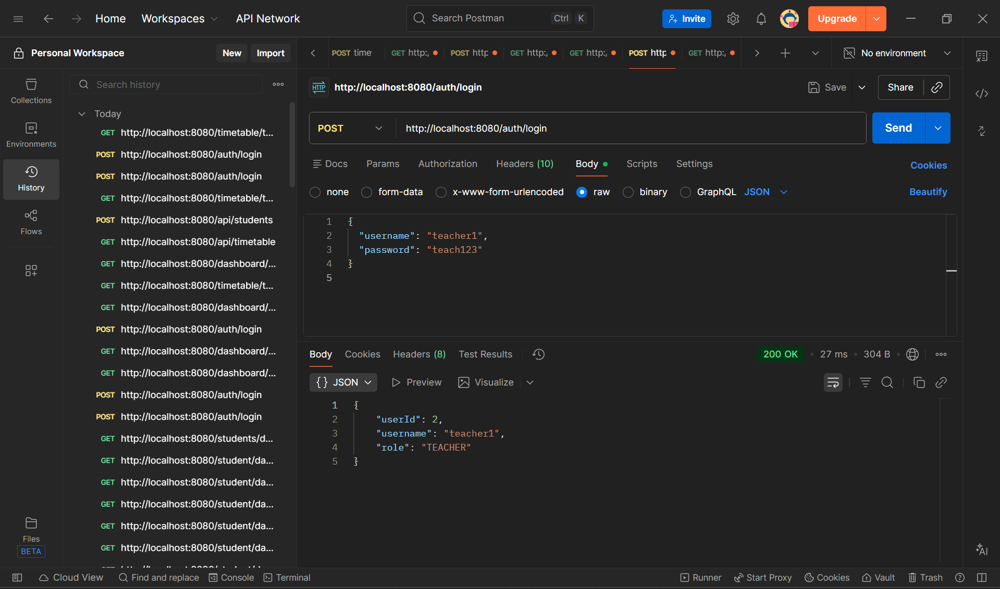 Home Workspaces API Network Search Postman Ctrl K Invite Upgrade
Personal Workspace New Import POST time GET http:/ POST http GET http:/ GET http:/ POST http GET http:/ No environment
Collections
Environments
History
Flows
Files
BETA
Search history
Today
GET http://localhost:8080/timetable/t...
POST http://localhost:8080/auth/login
POST http://localhost:8080/auth/login
GET http://localhost:8080/timetable/t...
POST http://localhost:8080/api/students
GET http://localhost:8080/api/timetable
GET http://localhost:8080/dashboard/...
GET http://localhost:8080/timetable/t...
GET http://localhost:8080/dashboard/...
POST http://localhost:8080/auth/login
GET http://localhost:8080/dashboard/...
GET http://localhost:8080/dashboard/...
POST http://localhost:8080/auth/login
POST http://localhost:8080/auth/login
GET http://localhost:8080/students/d...
GET http://localhost:8080/student/da...
GET http://localhost:8080/student/da...
GET http://localhost:8080/student/da...
GET http://localhost:8080/student/da...
GET http://localhost:8080/student/da...
HTTP http://localhost:8080/auth/login Save Share
POST http://localhost:8080/auth/login Send
Docs Params Authorization Headers (10) Body Scripts Settings Cookies
none form-data x-www-form-urlencoded raw binary GraphQL JSON Beautify
1 {
2 "username": "teacher1",
3 "password": "teach123"
4 }
5
Body Cookies Headers (8) Test Results 200 OK • 27 ms • 304 B •
{} JSON Preview Visualize
1 {
2 "userId": 2,
3 "username": "teacher1",
4 "role": "TEACHER"
5 }
AI
Cloud View Find and replace Console Terminal Runner Start Proxy Cookies Vault Trash